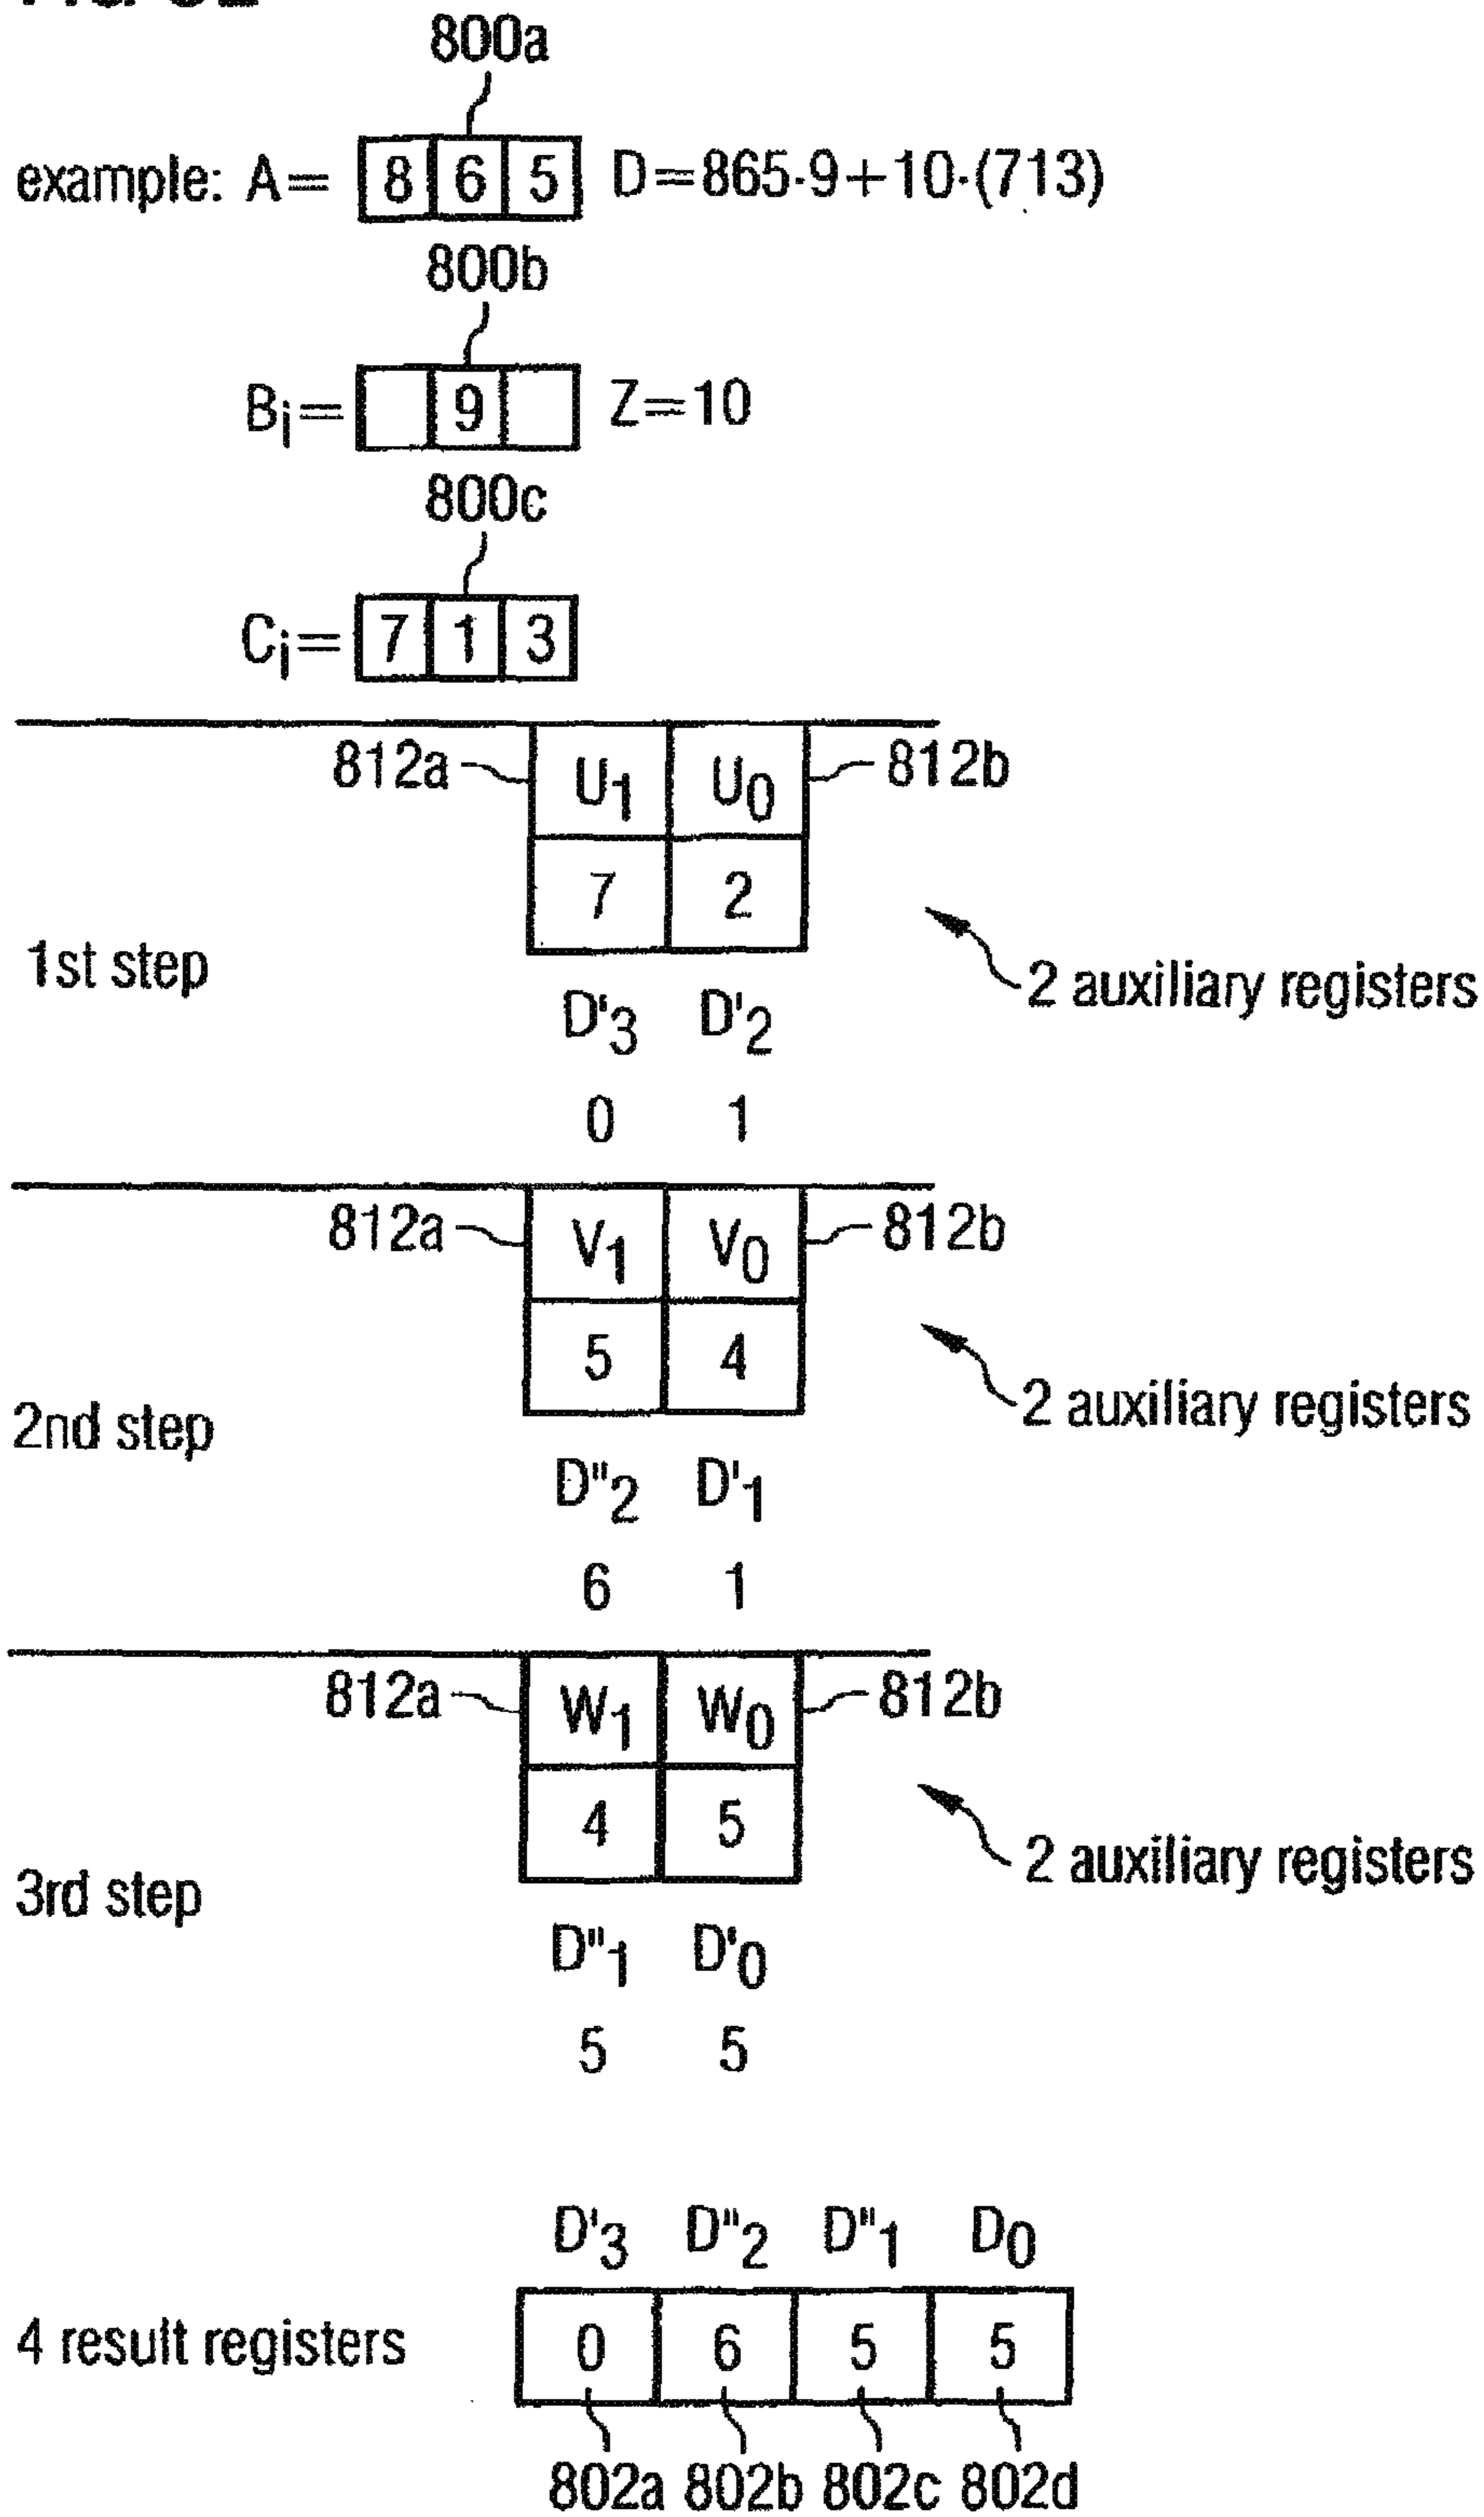 800a
example: A= 8 6 5 D=865·9+10·(713)
800b
Bi= 9 Z=10
800c
Ci= 7 1 3
812a U1 U0 812b
7 2
1st step
2 auxiliary registers
D'3 D'2
0 1
812a V1 V0 812b
5 4
2nd step
2 auxiliary registers
D"2 D'1
6 1
812a W1 W0 812b
4 5
3rd step
2 auxiliary registers
D"1 D'0
5 5
D'3 D"2 D"1 D0
4 result registers 0 6 5 5
802a 802b 802c 802d